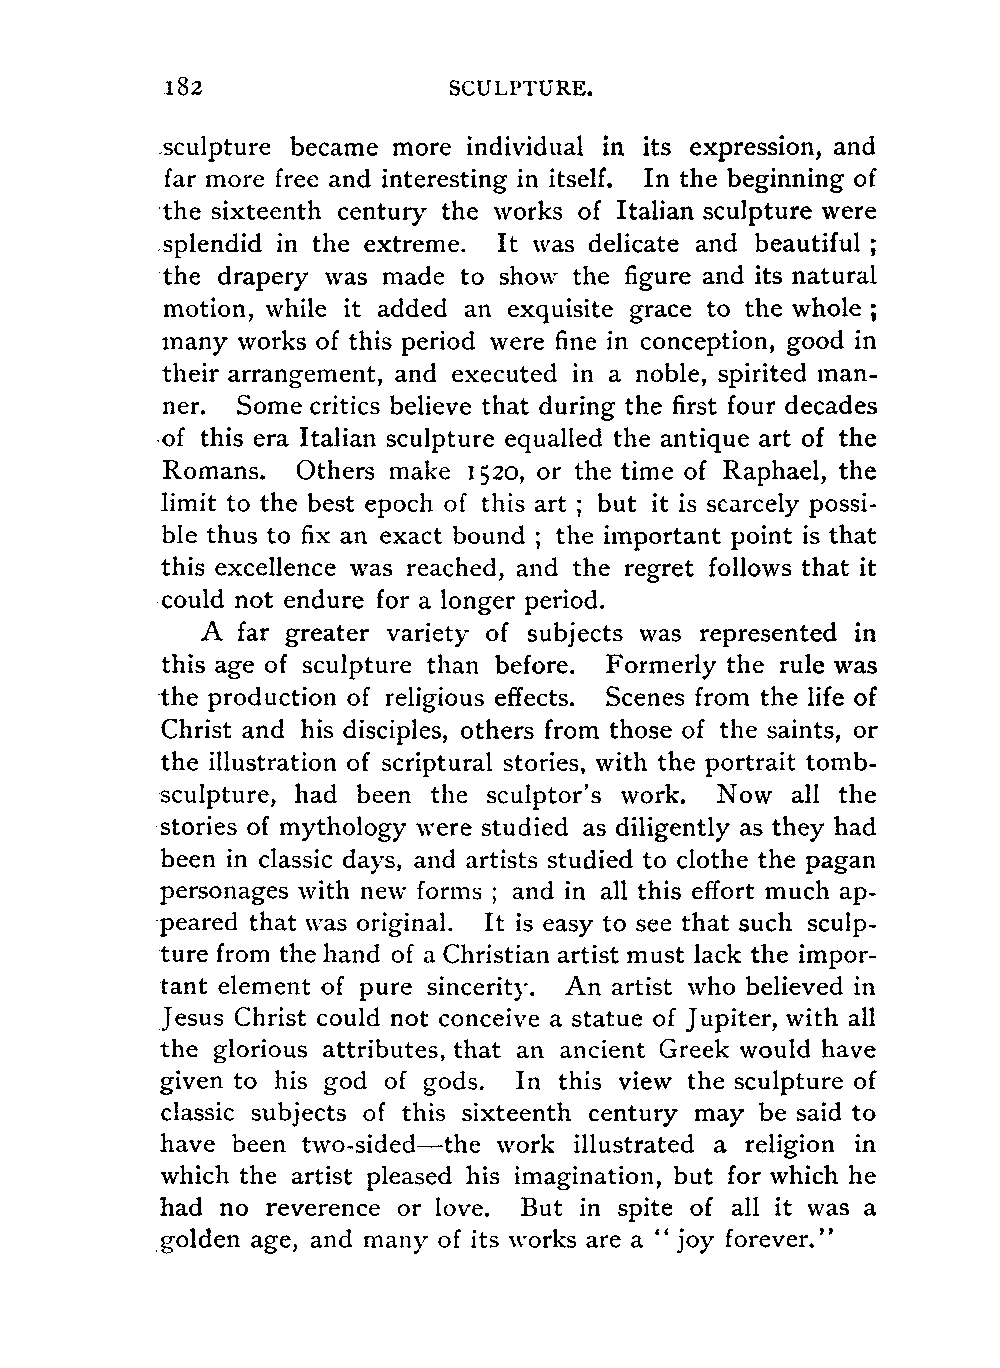 182 SCULPTURE.
sculpture became more individual in its expression, and
far more free and interesting in itself. In the beginning of
the sixteenth century the works of Italian sculpture were
splendid in the extreme. It was delicate and beautiful ;
the drapery was made to show the figure and its natural
motion, while it added an exquisite grace to the whole ;
many works of this period were fine in conception, good in
their arrangement, and executed in a noble, spirited man-
ner. Some critics believe that during the first four decades
of this era Italian sculpture equalled the antique art of the
Romans. Others make 1520, or the time of Raphael, the
limit to the best epoch of this art ; but it is scarcely possi-
ble thus to fix an exact bound ; the important point is that
this excellence was reached, and the regret follows that it
could not endure for a longer period.
A far greater variety of subjects was represented in
this age of sculpture than before. Formerly the rule was
the production of religious effects. Scenes from the life of
Christ and his disciples, others from those of the saints, or
the illustration of scriptural stories, with the portrait tomb-
sculpture, had been the sculptor's work. Now all the
stories of mythology were studied as diligently as they had
been in classic days, and artists studied to clothe the pagan
personages with new forms ; and in all this effort much ap-
peared that was original. It is easy to see that such sculp-
ture from the hand of a Christian artist must lack the impor-
tant element of pure sincerity. An artist who believed in
Jesus Christ could not conceive a statue of Jupiter, with all
the glorious attributes, that an ancient Greek would have
given to his god of gods. In this view the sculpture of
classic subjects of this sixteenth century may be said to
have been two-sided—the work illustrated a religion in
which the artist pleased his imagination, but for which he
had no reverence or love. But in spite of all it was a
golden age, and many of its works are a “ joy forever.”